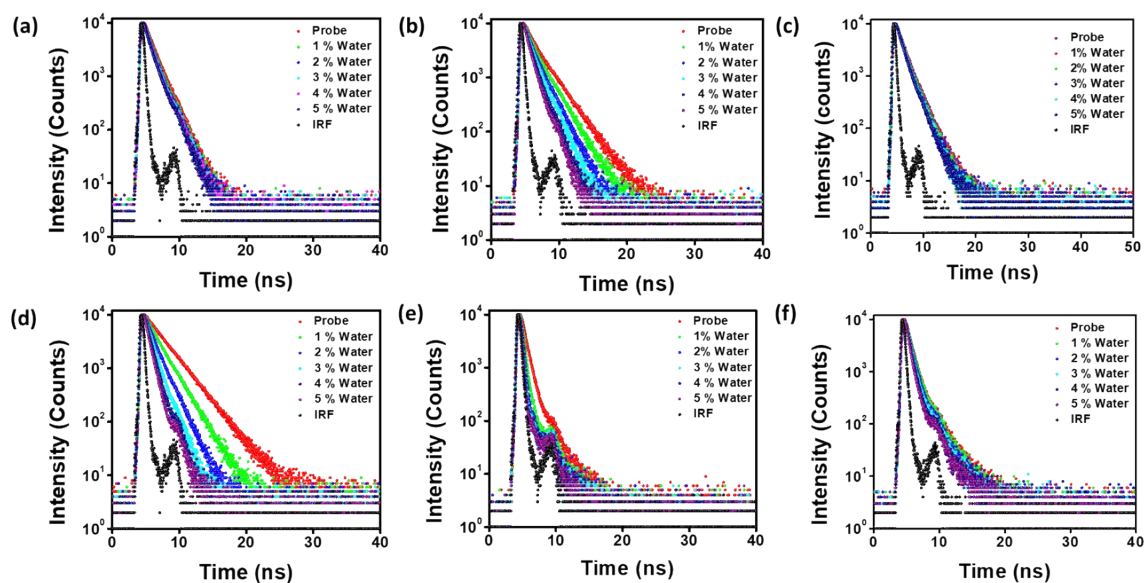 (a)
Intensity (Counts)
10⁴
10³
10²
10¹
10⁰
Probe
1 % Water
2 % Water
3 % Water
4 % Water
5 % Water
IRF
0 10 20 30 40
Time (ns)
(b)
Intensity (Counts)
10⁴
10³
10²
10¹
10⁰
Probe
1% Water
2 % Water
3 % Water
4 % Water
5 % Water
IRF
0 10 20 30 40
Time (ns)
(c)
Intensity (counts)
10⁴
10³
10²
10¹
10⁰
Probe
1% Water
2% Water
3% Water
4% Water
5% Water
IRF
0 10 20 30 40 50
Time (ns)
(d)
Intensity (Counts)
10⁴
10³
10²
10¹
10⁰
Probe
1 % Water
2 % Water
3 % Water
4 % Water
5 % Water
IRF
0 10 20 30 40
Time (ns)
(e)
Intensity (Counts)
10⁴
10³
10²
10¹
10⁰
Probe
1% Water
2% Water
3 % Water
4 % Water
5 % Water
IRF
0 10 20 30 40
Time (ns)
(f)
Intensity (Counts)
10⁴
10³
10²
10¹
10⁰
Probe
1 % Water
2 % Water
3 % Water
4 % Water
5 % Water
IRF
0 10 20 30 40
Time (ns)